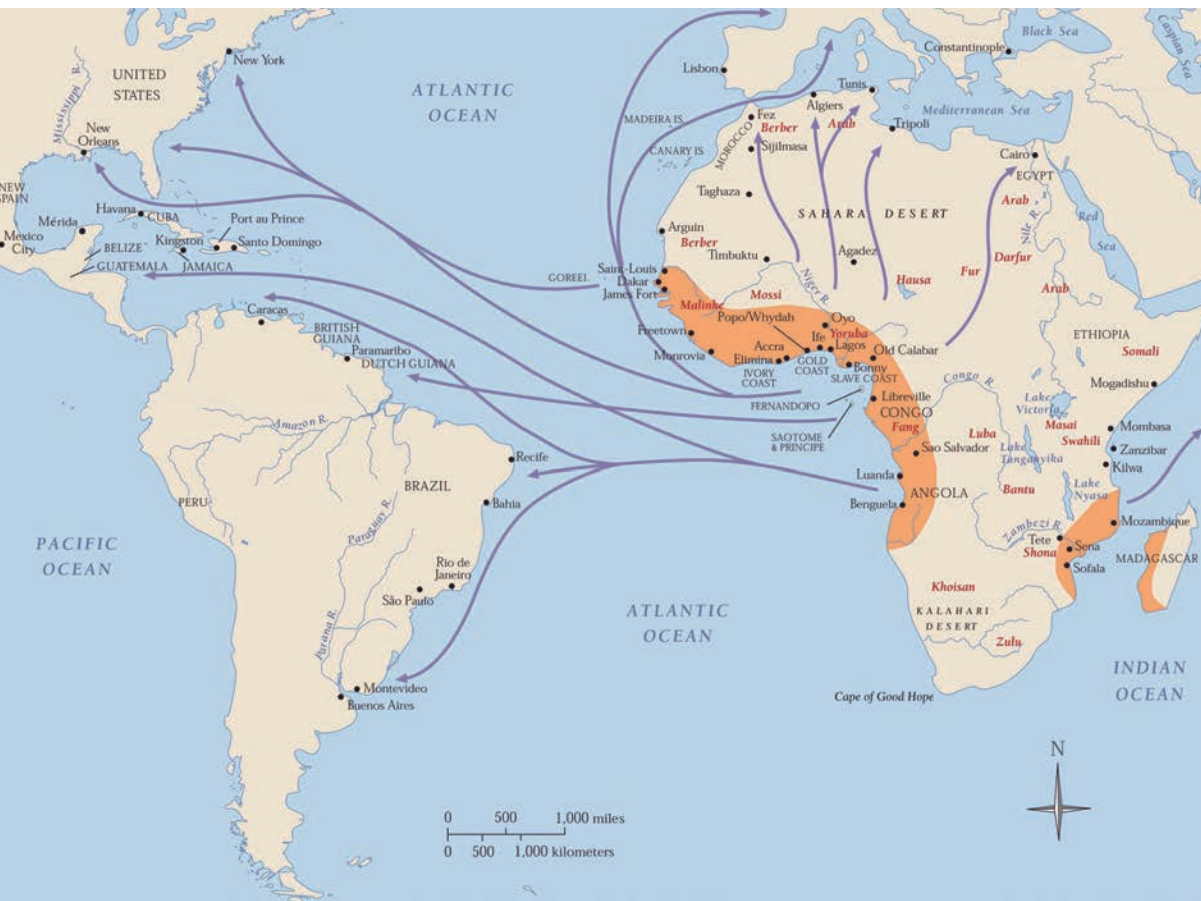 New York
UNITED
STATES
Mississippi R.
New
Orleans
NEW
SPAIN
Mérida
Mexico
City
Havana
CUBA
Port au Prince
Kingston
Santo Domingo
BELIZE
JAMAICA
GUATEMALA
Caracas
BRITISH
GUIANA
Paramaribo
DUTCH GUIANA
Amazon R.
Recife
BRAZIL
PERU
Bahia
Paraguay R.
Rio de
Janeiro
São Paulo
Parana R.
Montevideo
Buenos Aires
PACIFIC
OCEAN
ATLANTIC
OCEAN
ATLANTIC
OCEAN
0 500 1,000 miles
0 500 1,000 kilometers
Black Sea
Caspian Sea
Constantinople
Lisbon
Tunis
Algiers
Mediterranean Sea
MADEIRA IS.
Fez
Berber
Arab
Tripoli
MOROCCO
CANARY IS.
Sijilmasa
Cairo
EGYPT
Taghaza
SAHARA DESERT
Arab
Nile R.
Red
Sea
Arguin
Berber
Timbuktu
Agadez
Darfur
Fur
Hausa
Arab
GOREEL
Saint-Louis
Dakar
James Fort
Niger R.
Mossi
Malinke
Popo/Whydah
Oyo
Yoruba
Ife
Lagos
Freetown
Accra
Old Calabar
Monrovia
Elimina
GOLD
COAST
IVORY
COAST
Bonny
SLAVE COAST
ETHIOPIA
Somali
Mogadishu
FERNANDOPO
Libreville
CONGO
Fang
Congo R.
SAOTOME
& PRINCIPE
Sao Salvador
Luba
Lake
Victoria
Masai
Swahili
Lake
Tanganyika
Mombasa
Zanzibar
Kilwa
Luanda
ANGOLA
Benguela
Bantu
Lake
Nyasa
Zambezi R.
Mozambique
Tete
Shona
Sena
Sofala
MADAGASCAR
Khoisan
KALAHARI
DESERT
Zulu
Cape of Good Hope
INDIAN
OCEAN
N